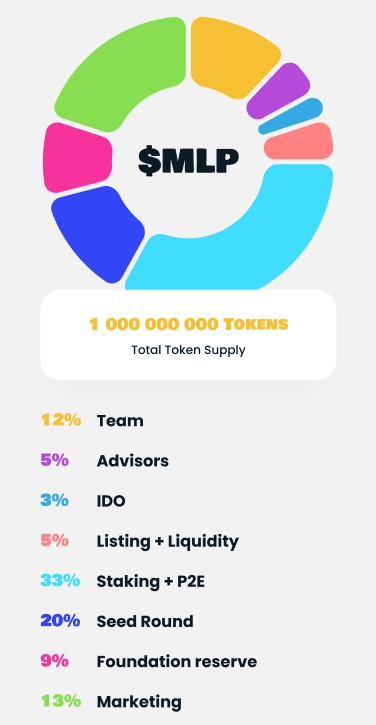 $MLP
1 000 000 000 Tokens
Total Token Supply
12% Team
5% Advisors
3% IDO
5% Listing + Liquidity
33% Staking + P2E
20% Seed Round
9% Foundation reserve
13% Marketing